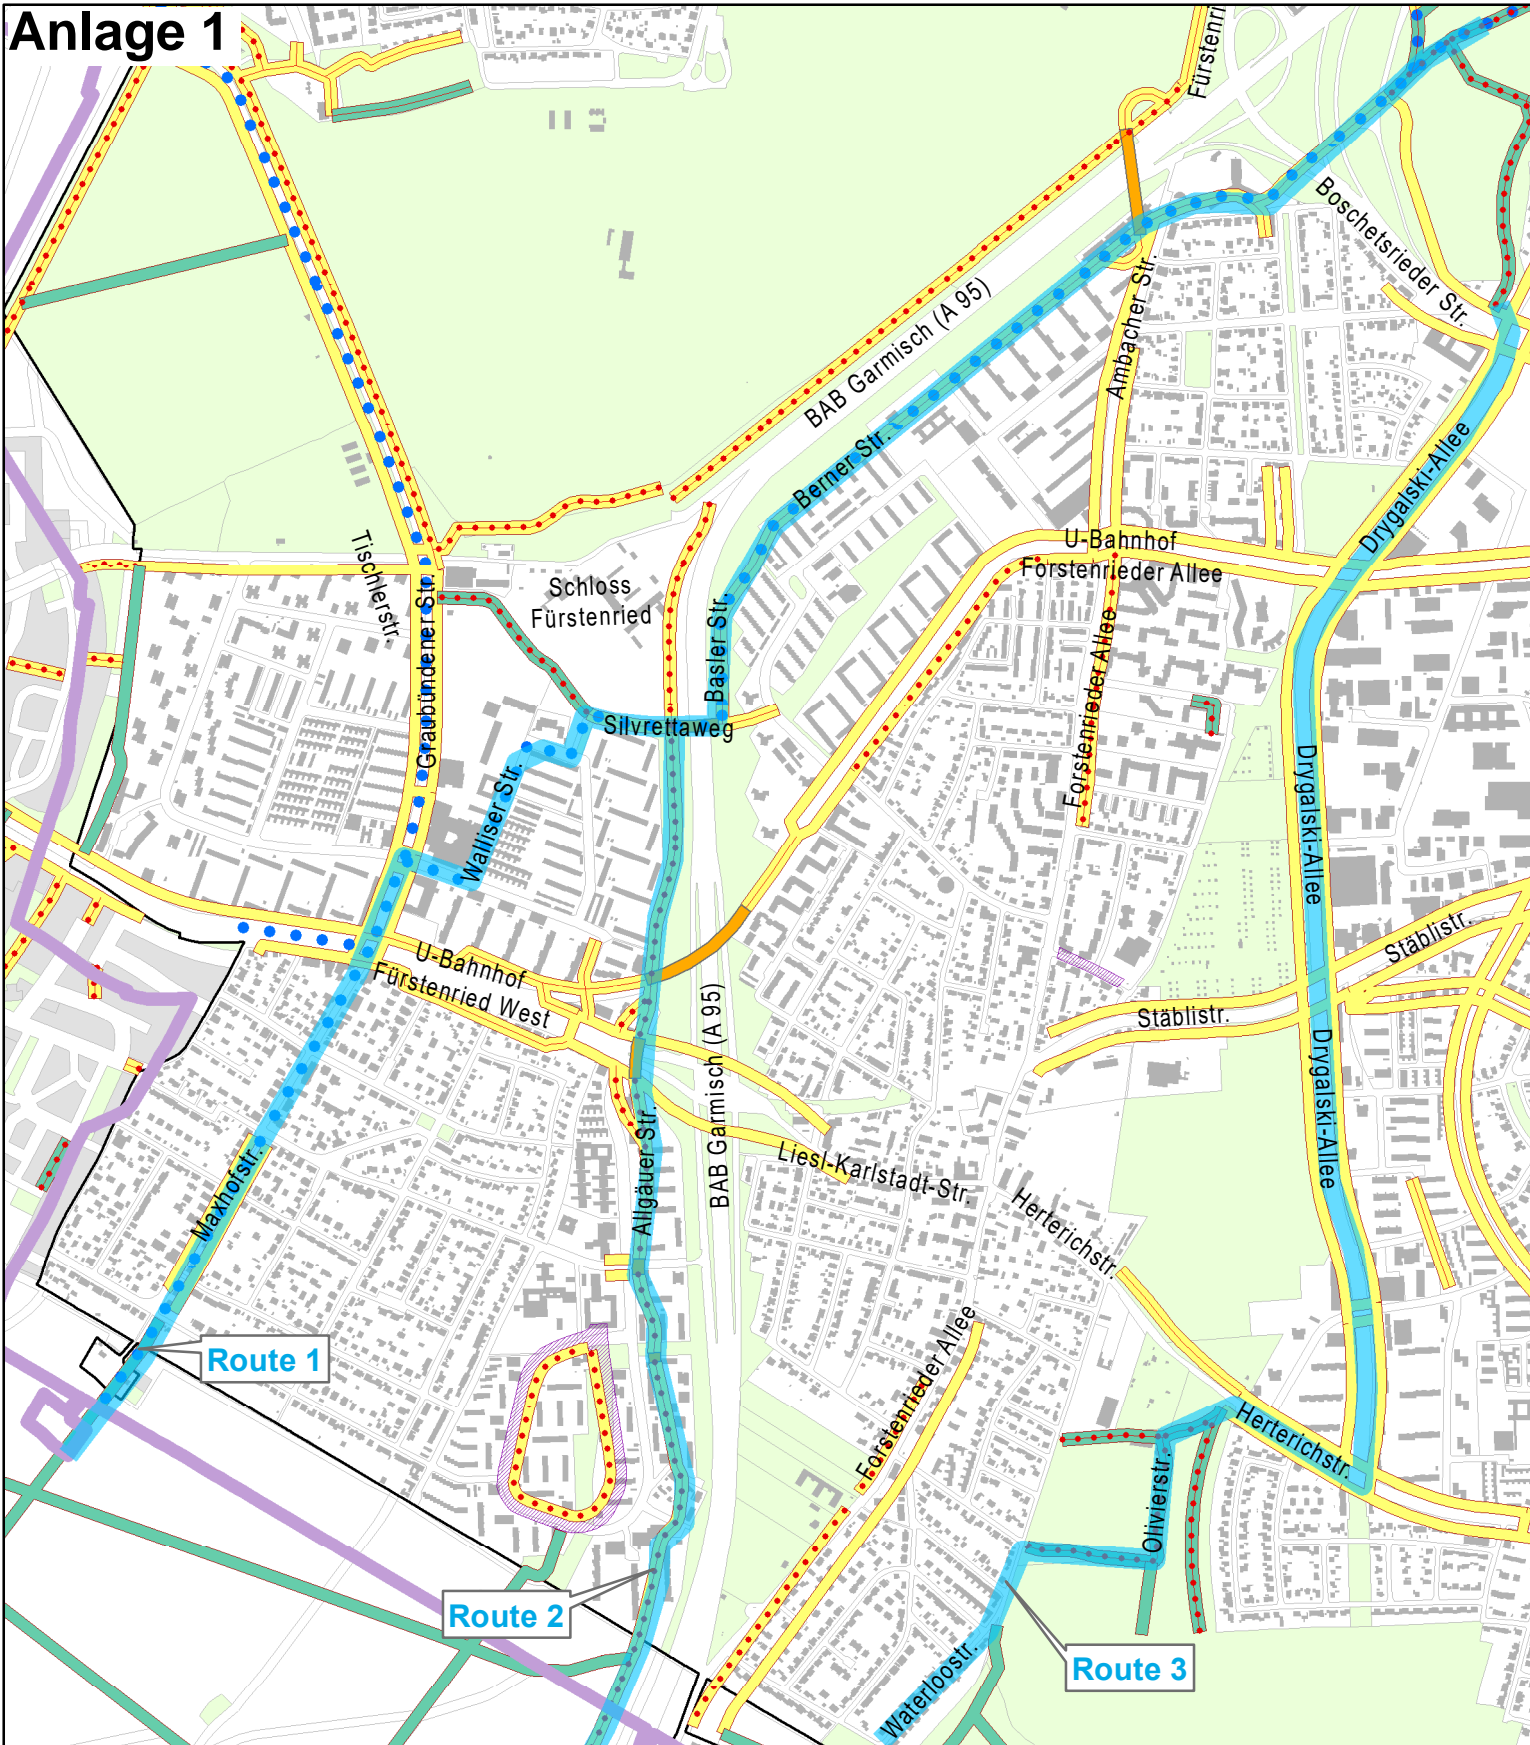 Anlage 1
Fürstenri
Boschetsrieder Str.
BAB Garmisch (A 95)
Ambacher Str.
Berner Str.
Drygalski-Allee
U-Bahnhof
Forstenrieder Allee
Tischlerstr.
Graubündener Str.
Schloss
Fürstenried
Basler Str.
Silvrettaweg
Forstenrieder Allee
Drygalski-Allee
Walliser Str.
Stäblistr.
U-Bahnhof
Fürstenried West
BAB Garmisch (A 95)
Stäblistr.
Drygalski-Allee
Allgäuer Str.
Maxhofstr.
Liesl-Karlstadt-Str.
Herterichstr.
Route 1
Forstenrieder Allee
Herterichstr.
Olivierstr.
Route 2
Route 3
Waterloostr.